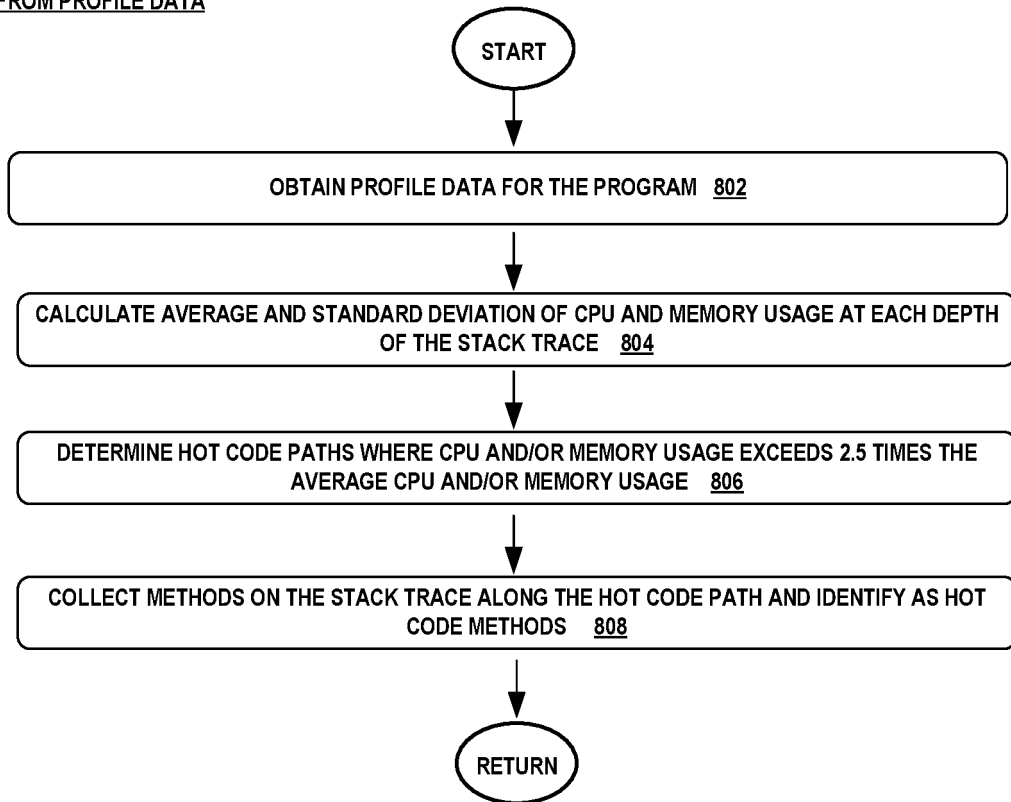 FROM PROFILE DATA
START
OBTAIN PROFILE DATA FOR THE PROGRAM 802
CALCULATE AVERAGE AND STANDARD DEVIATION OF CPU AND MEMORY USAGE AT EACH DEPTH
OF THE STACK TRACE 804
DETERMINE HOT CODE PATHS WHERE CPU AND/OR MEMORY USAGE EXCEEDS 2.5 TIMES THE
AVERAGE CPU AND/OR MEMORY USAGE 806
COLLECT METHODS ON THE STACK TRACE ALONG THE HOT CODE PATH AND IDENTIFY AS HOT
CODE METHODS 808
RETURN